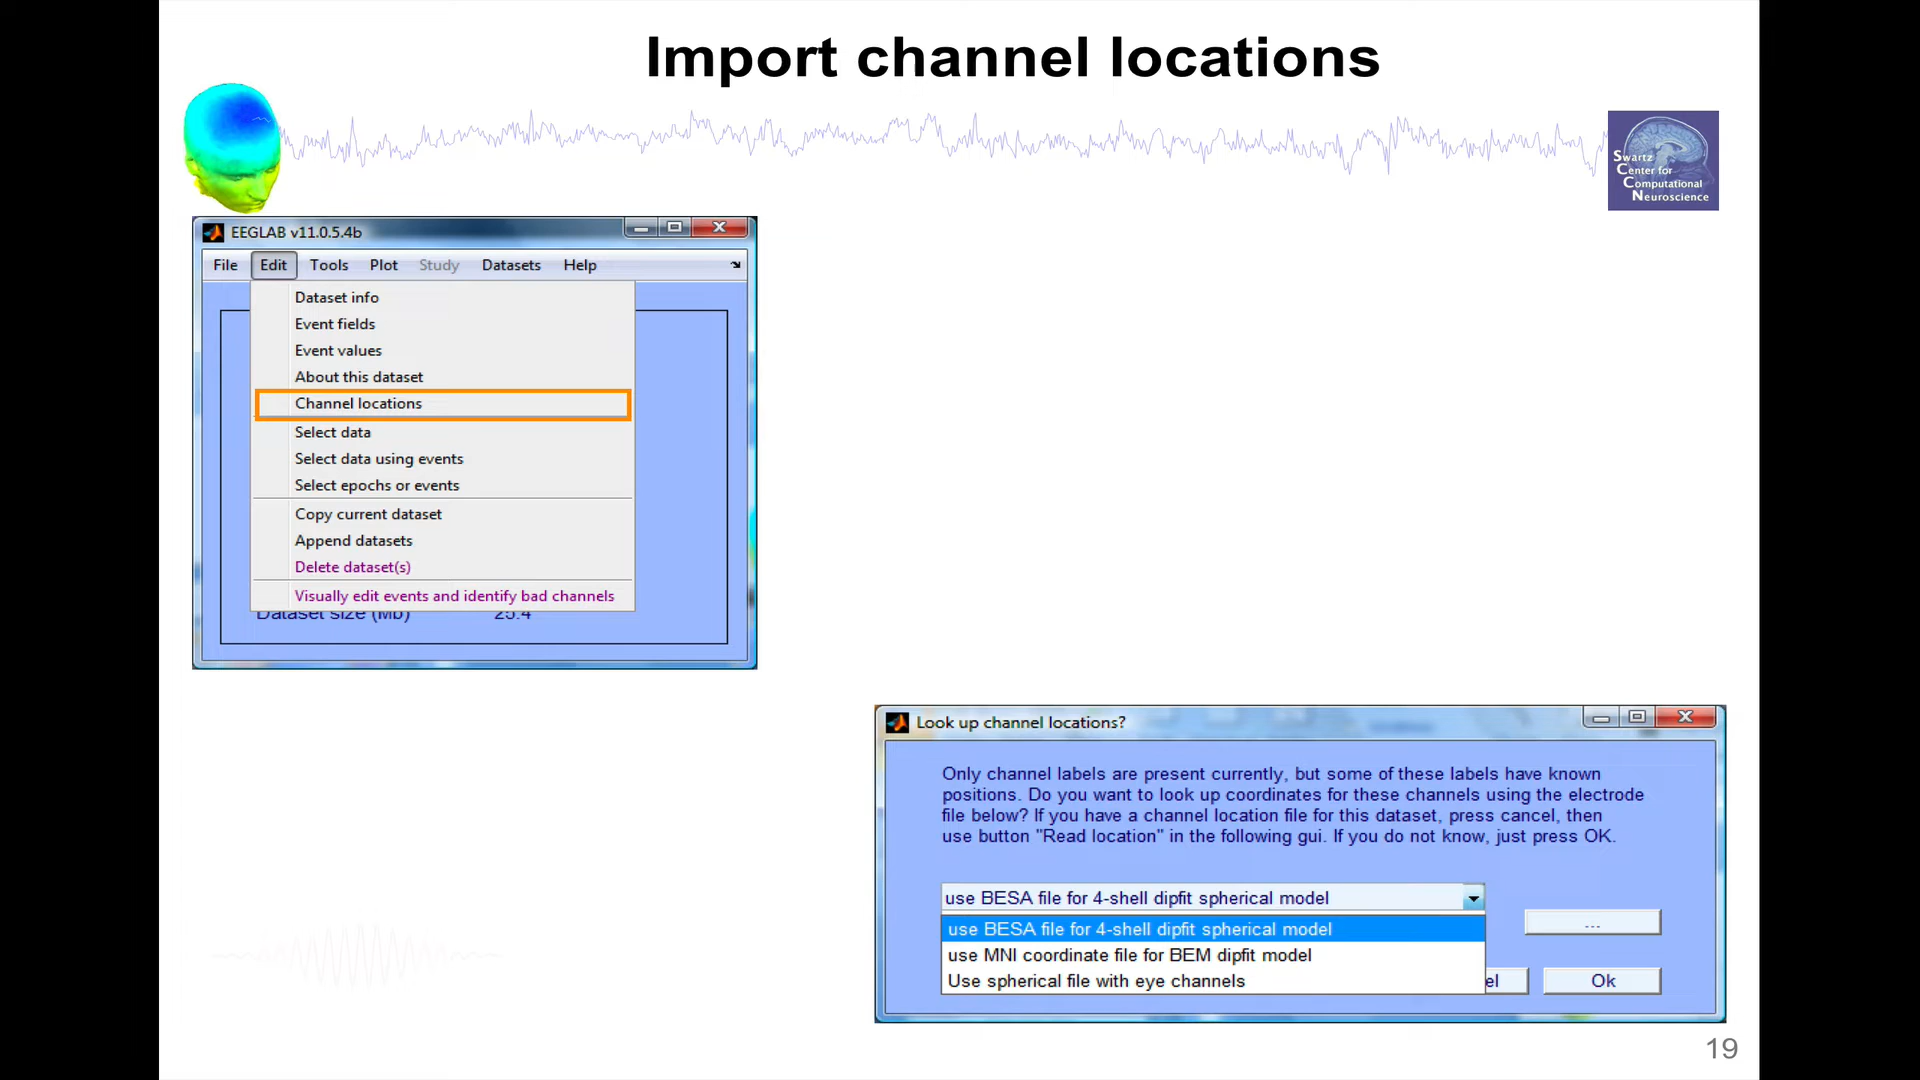 Import channel locations
Swartz
Center for
Computational
Neuroscience
EEGLAB v11.0.5.4b
File Edit Tools Plot Study Datasets Help
Dataset info
Event fields
Event values
About this dataset
Channel locations
Select data
Select data using events
Select epochs or events
Copy current dataset
Append datasets
Delete dataset(s)
Visually edit events and identify bad channels
Dataset size (Mb) 25.4
Look up channel locations?
Only channel labels are present currently, but some of these labels have known
positions. Do you want to look up coordinates for these channels using the electrode
file below? If you have a channel location file for this dataset, press cancel, then
use button "Read location" in the following gui. If you do not know, just press OK.
use BESA file for 4-shell dipfit spherical model
use BESA file for 4-shell dipfit spherical model
...
use MNI coordinate file for BEM dipfit model
Use spherical file with eye channels
el Ok
19